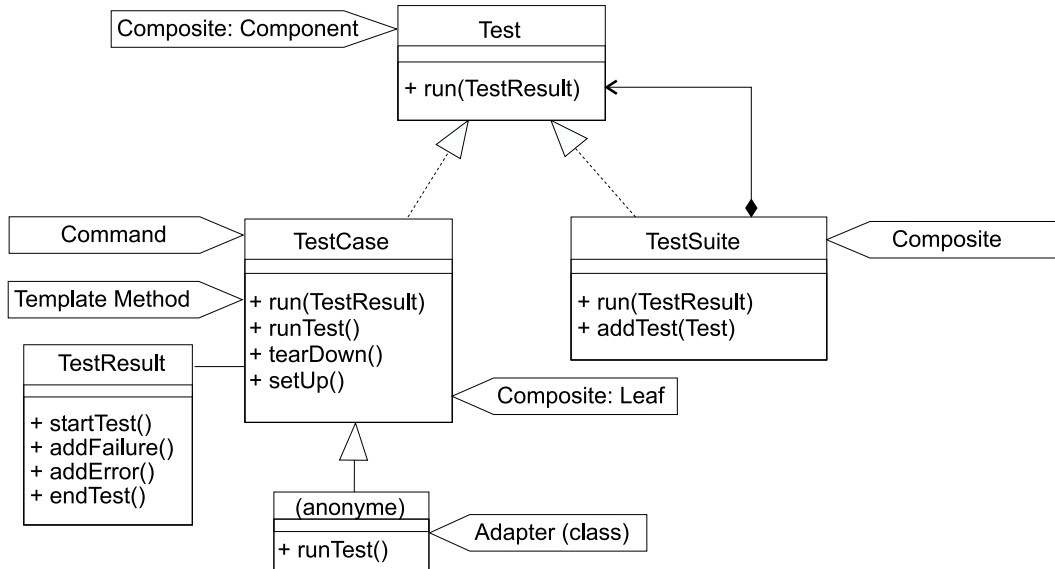 Composite: Component
Test
+ run(TestResult)
Command
TestCase
TestSuite
Composite
Template Method
+ run(TestResult)
+ runTest()
+ tearDown()
+ setUp()
+ run(TestResult)
+ addTest(Test)
TestResult
+ startTest()
+ addFailure()
+ addError()
+ endTest()
Composite: Leaf
(anonyme)
+ runTest()
Adapter (class)